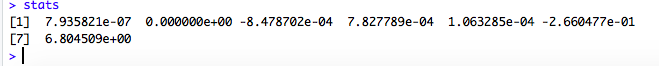 > stats
[1]  7.935821e-07  0.000000e+00 -8.478702e-04  7.827789e-04  1.063285e-04 -2.660477e-01
[7]  6.804509e+00
>